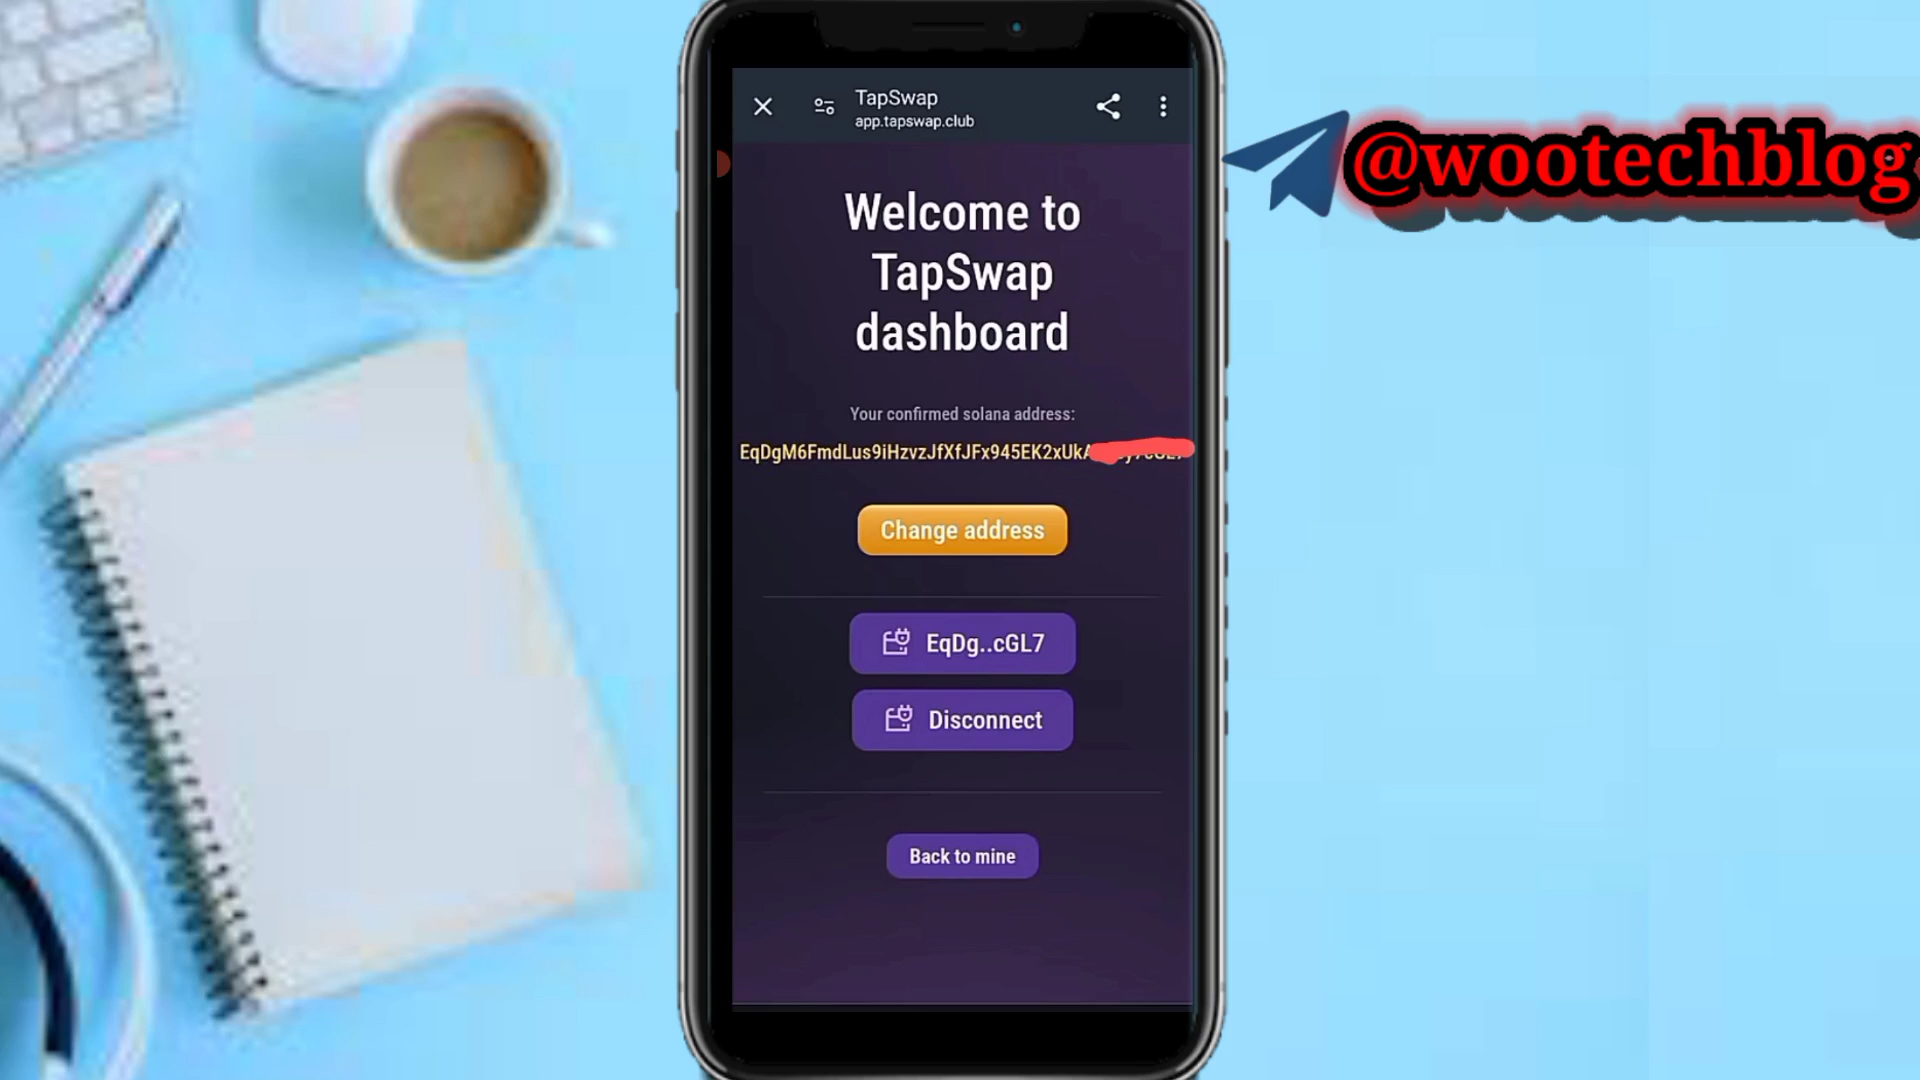 TapSwap
app.tapswap.club
@wootechblog
Welcome to
TapSwap
dashboard
Your confirmed solana address:
EqDgM6FmdLus9iHzvzJfXfJFx945EK2xUkA
Change address
EqDg..cGL7
Disconnect
Back to mine